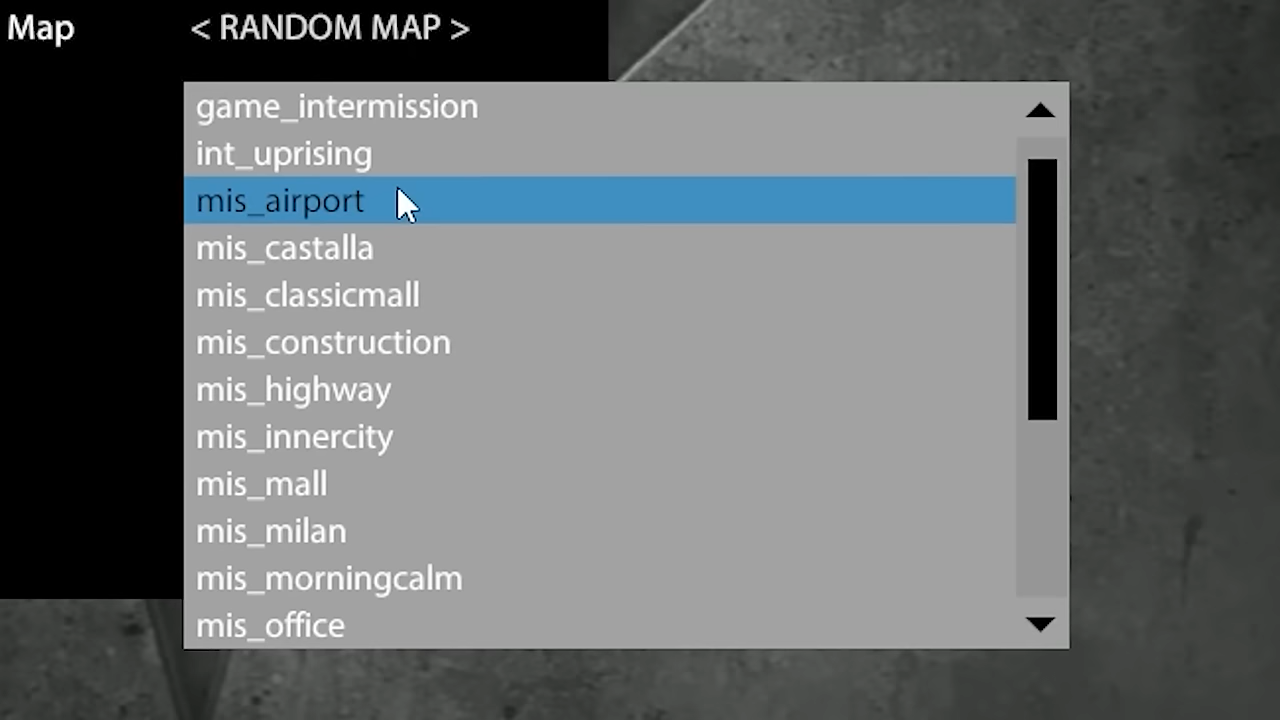 Map < RANDOM MAP >
game_intermission
int_uprising
mis_airport
mis_castalla
mis_classicmall
mis_construction
mis_highway
mis_innercity
mis_mall
mis_milan
mis_morningcalm
mis_office